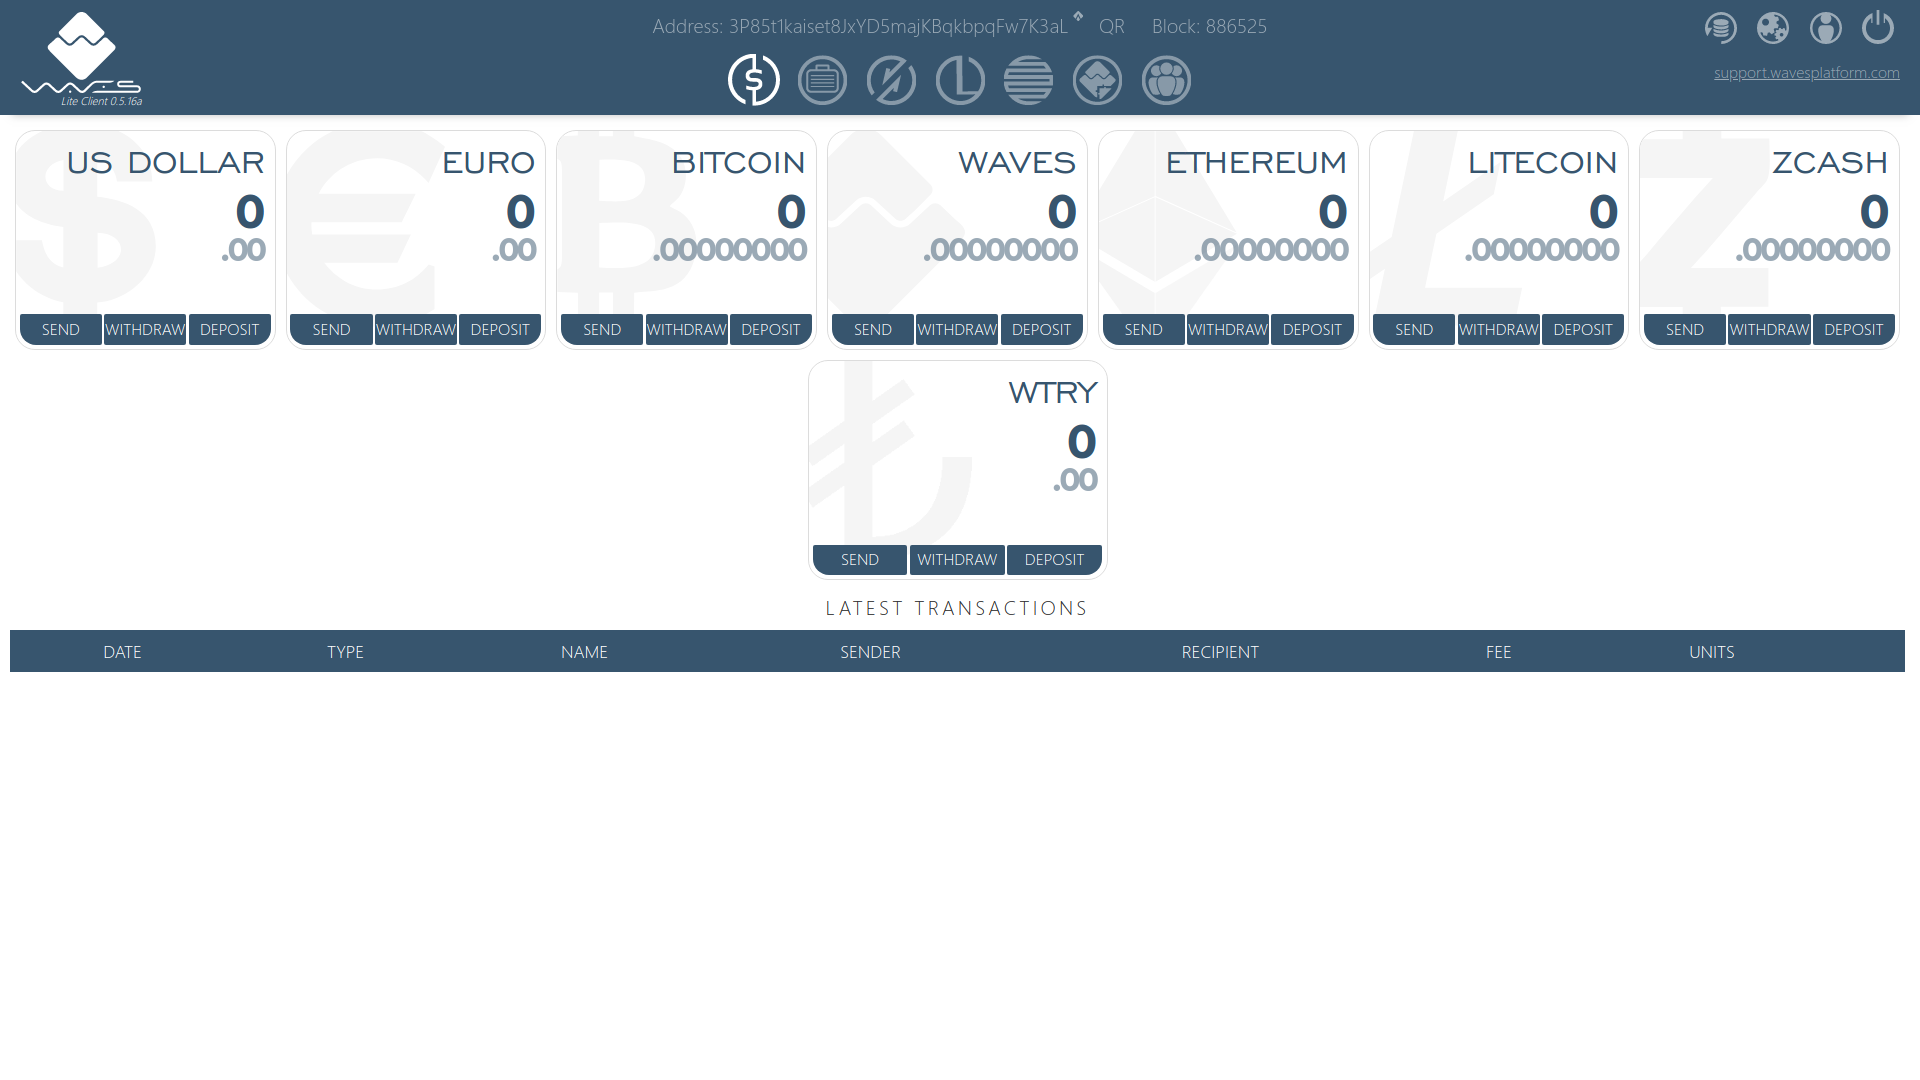 Address: 3P85t1kaiset8JxYD5majKBqkbpqFw7K3aL QR Block: 886525
WAVES
Lite Client 0.5.16a
support.wavesplatform.com
US DOLLAR
0
.00
SEND WITHDRAW DEPOSIT
EURO
0
.00
SEND WITHDRAW DEPOSIT
BITCOIN
0
.00000000
SEND WITHDRAW DEPOSIT
WAVES
0
.00000000
SEND WITHDRAW DEPOSIT
ETHEREUM
0
.00000000
SEND WITHDRAW DEPOSIT
LITECOIN
0
.00000000
SEND WITHDRAW DEPOSIT
ZCASH
0
.00000000
SEND WITHDRAW DEPOSIT
WTRY
0
.00
SEND WITHDRAW DEPOSIT
LATEST TRANSACTIONS
DATE TYPE NAME SENDER RECIPIENT FEE UNITS